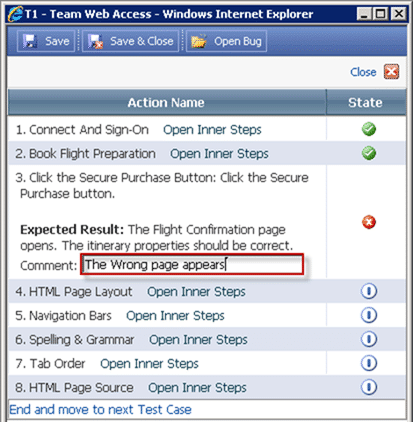 T1 - Team Web Access - Windows Internet Explorer
Save Save & Close Open Bug
Close
Action Name State
1. Connect And Sign-On Open Inner Steps
2. Book Flight Preparation Open Inner Steps
3. Click the Secure Purchase Button: Click the Secure
Purchase button.
Expected Result: The Flight Confirmation page
opens. The itinerary properties should be correct.
Comment: The Wrong page appears
4. HTML Page Layout Open Inner Steps
5. Navigation Bars Open Inner Steps
6. Spelling & Grammar Open Inner Steps
7. Tab Order Open Inner Steps
8. HTML Page Source Open Inner Steps
End and move to next Test Case